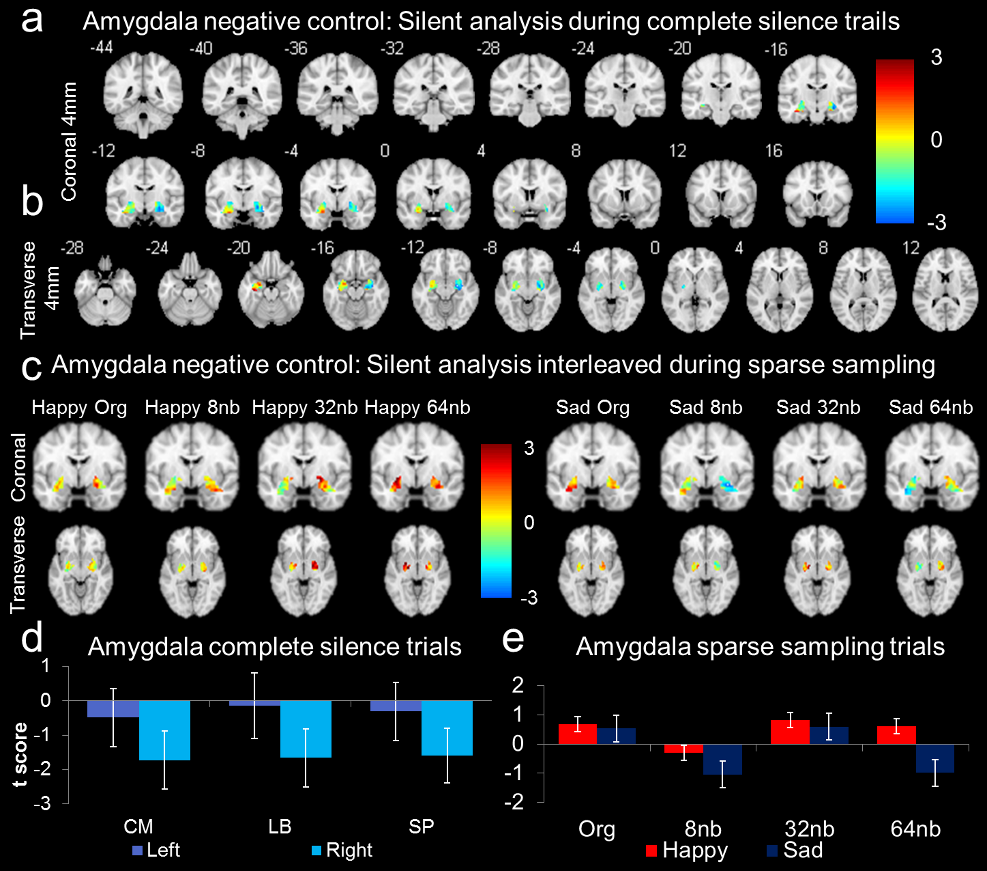 a Amygdala negative control: Silent analysis during complete silence trails
-44 -40 -36 -32 -28 -24 -20 -16
Coronal 4mm
3
0
-3
-12 -8 -4 0 4 8 12 16
b
-28 -24 -20 -16 -12 -8 -4 0 4 8 12
Transverse
4mm
c Amygdala negative control: Silent analysis interleaved during sparse sampling
Happy Org Happy 8nb Happy 32nb Happy 64nb Sad Org Sad 8nb Sad 32nb Sad 64nb
Coronal
3
0
-3
Transverse
d Amygdala complete silence trials
1
0
-1
-2
-3
t score
CM LB SP
Left Right
e Amygdala sparse sampling trials
2
1
0
-1
-2
Org 8nb 32nb 64nb
Happy Sad